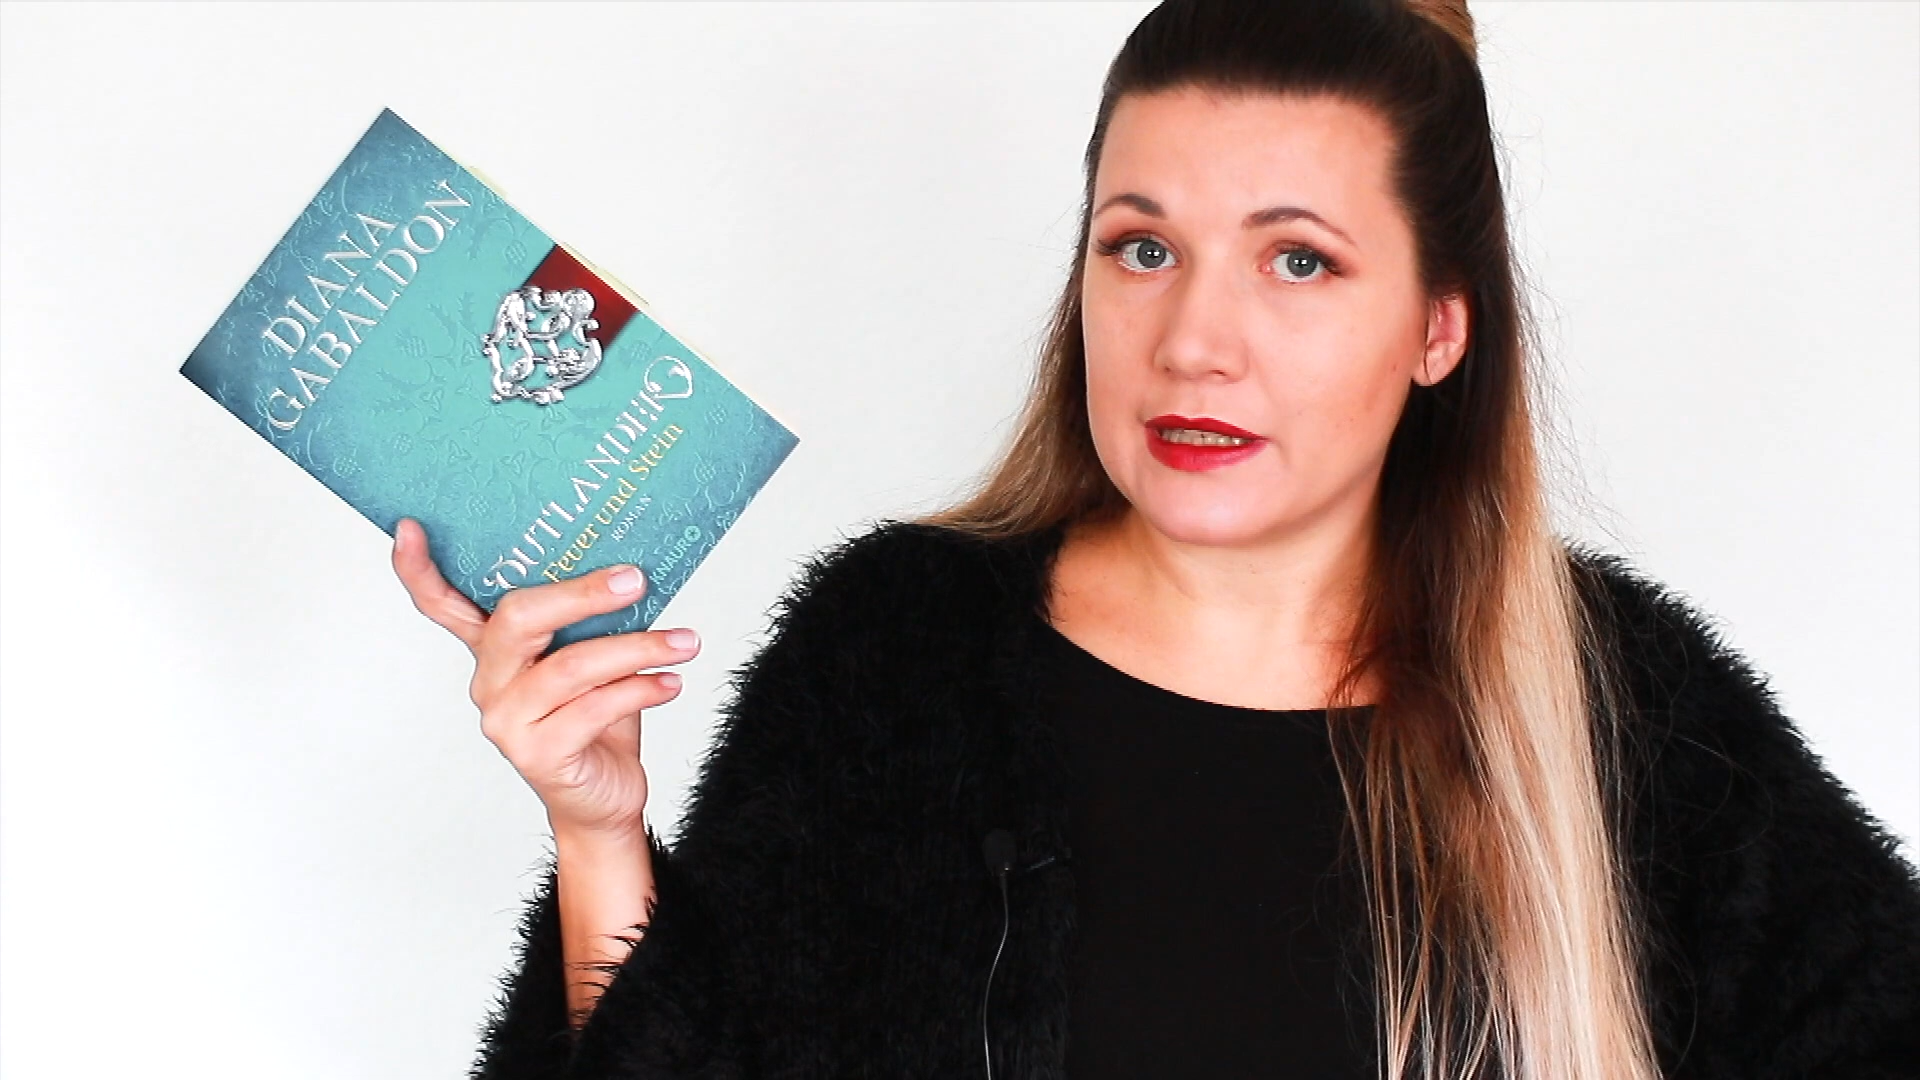 DIANA
GABALDON
OUTLANDER
Feuer und Stein
ROMAN
KNAUR